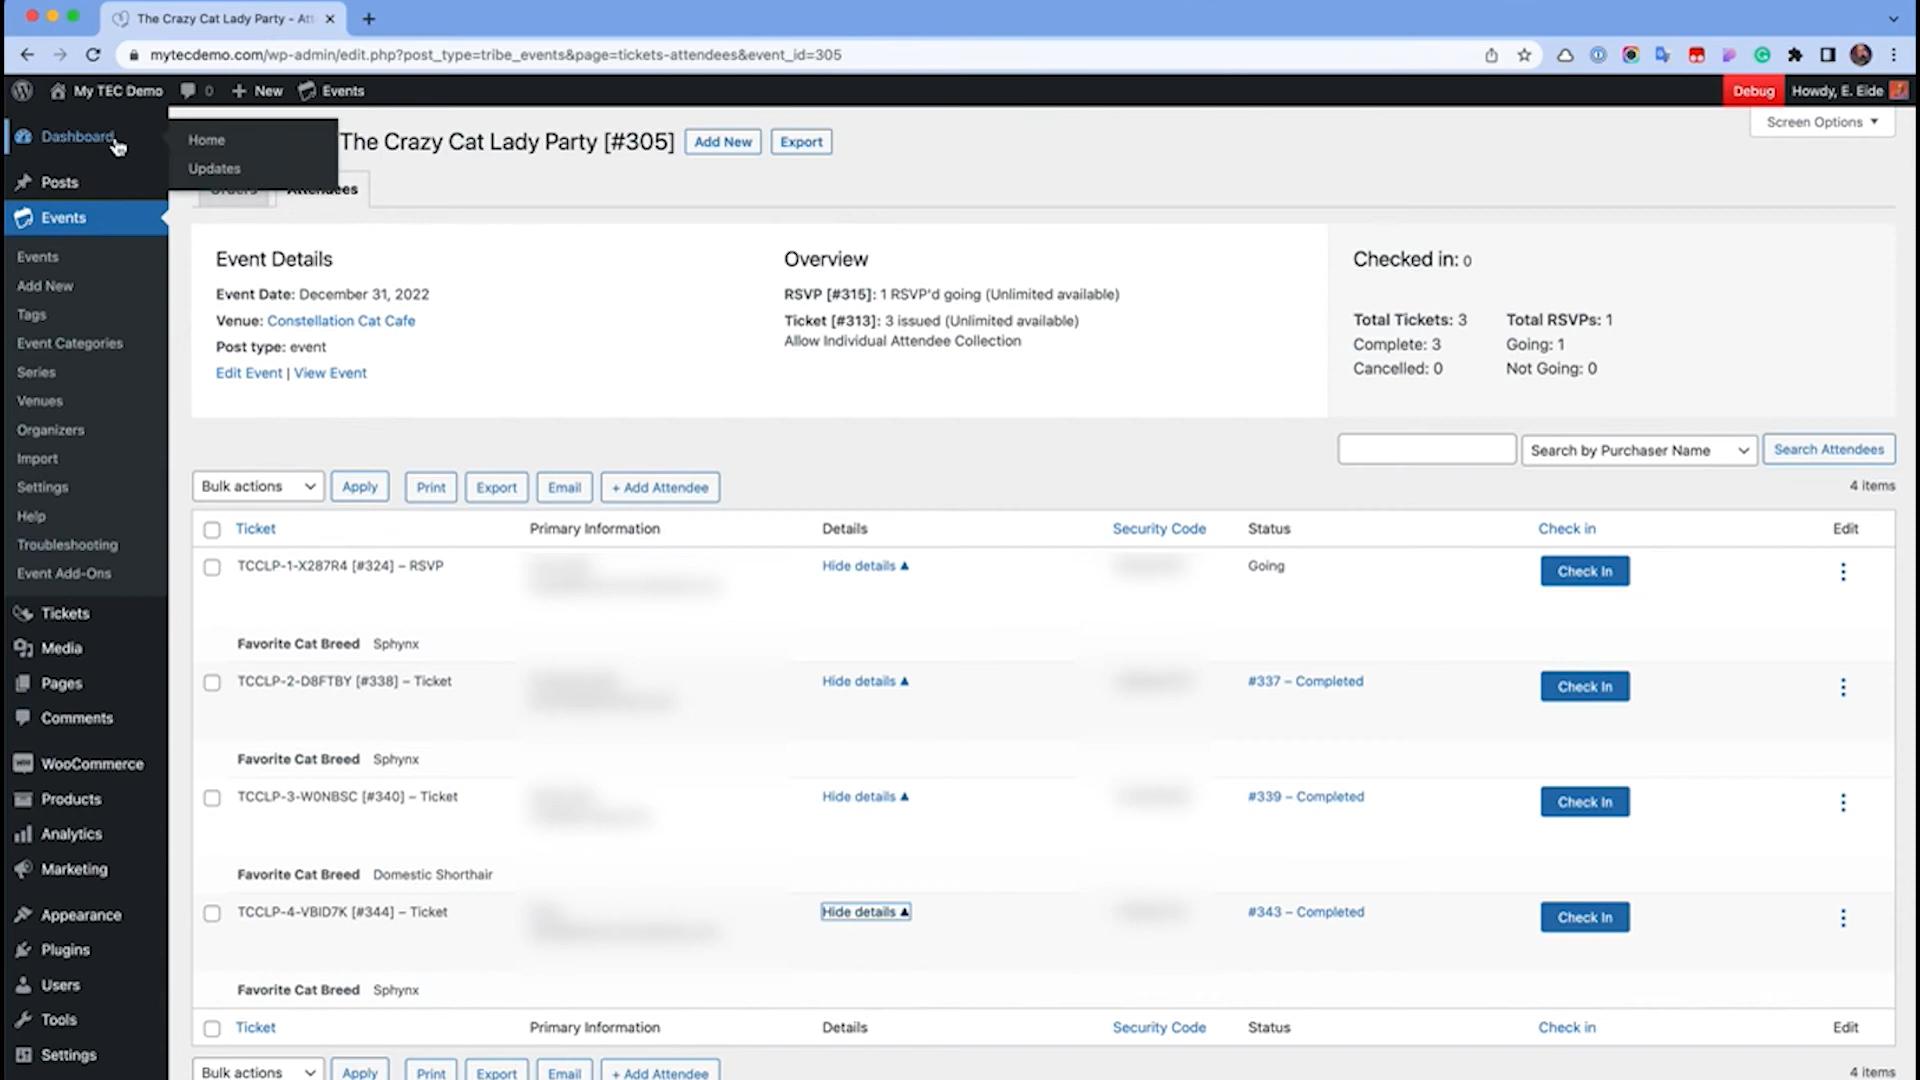 The Crazy Cat Lady Party - Att
mytecdemo.com/wp-admin/edit.php?post_type=tribe_events&page=tickets-attendees&event_id=305
My TEC Demo 0 New Events Debug Howdy, E. Eide
Dashboard
Home
Updates
Posts
Events
Events
Add New
Tags
Event Categories
Series
Venues
Organizers
Import
Settings
Help
Troubleshooting
Event Add-Ons
Tickets
Media
Pages
Comments
WooCommerce
Products
Analytics
Marketing
Appearance
Plugins
Users
Tools
Settings
The Crazy Cat Lady Party [#305] Add New Export
Screen Options
Orders Attendees
Event Details
Event Date: December 31, 2022
Venue: Constellation Cat Cafe
Post type: event
Edit Event | View Event
Overview
RSVP [#315]: 1 RSVP'd going (Unlimited available)
Ticket [#313]: 3 issued (Unlimited available)
Allow Individual Attendee Collection
Checked in: 0
Total Tickets: 3 Total RSVPs: 1
Complete: 3 Going: 1
Cancelled: 0 Not Going: 0
Search by Purchaser Name Search Attendees
Bulk actions Apply Print Export Email + Add Attendee 4 items
Ticket Primary Information Details Security Code Status Check in Edit
TCCLP-1-X287R4 [#324] – RSVP Hide details ▲ Going Check In
Favorite Cat Breed Sphynx
TCCLP-2-D8FTBY [#338] – Ticket Hide details ▲ #337 – Completed Check In
Favorite Cat Breed Sphynx
TCCLP-3-W0NBSC [#340] – Ticket Hide details ▲ #339 – Completed Check In
Favorite Cat Breed Domestic Shorthair
TCCLP-4-VBID7K [#344] – Ticket Hide details ▲ #343 – Completed Check In
Favorite Cat Breed Sphynx
Ticket Primary Information Details Security Code Status Check in Edit
Bulk actions Apply Print Export Email + Add Attendee 4 items